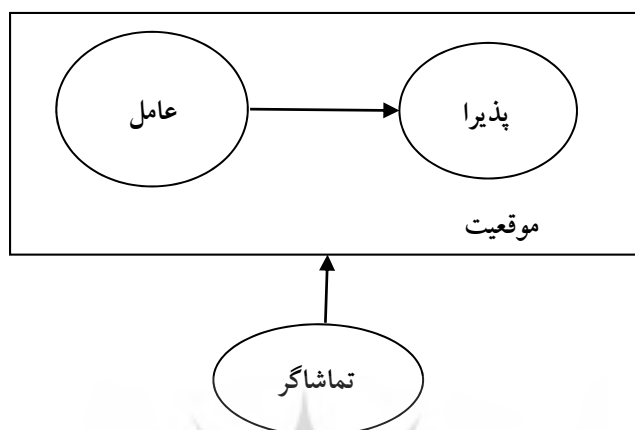 عامل
پذیرا
موقعیت
تماشاگر